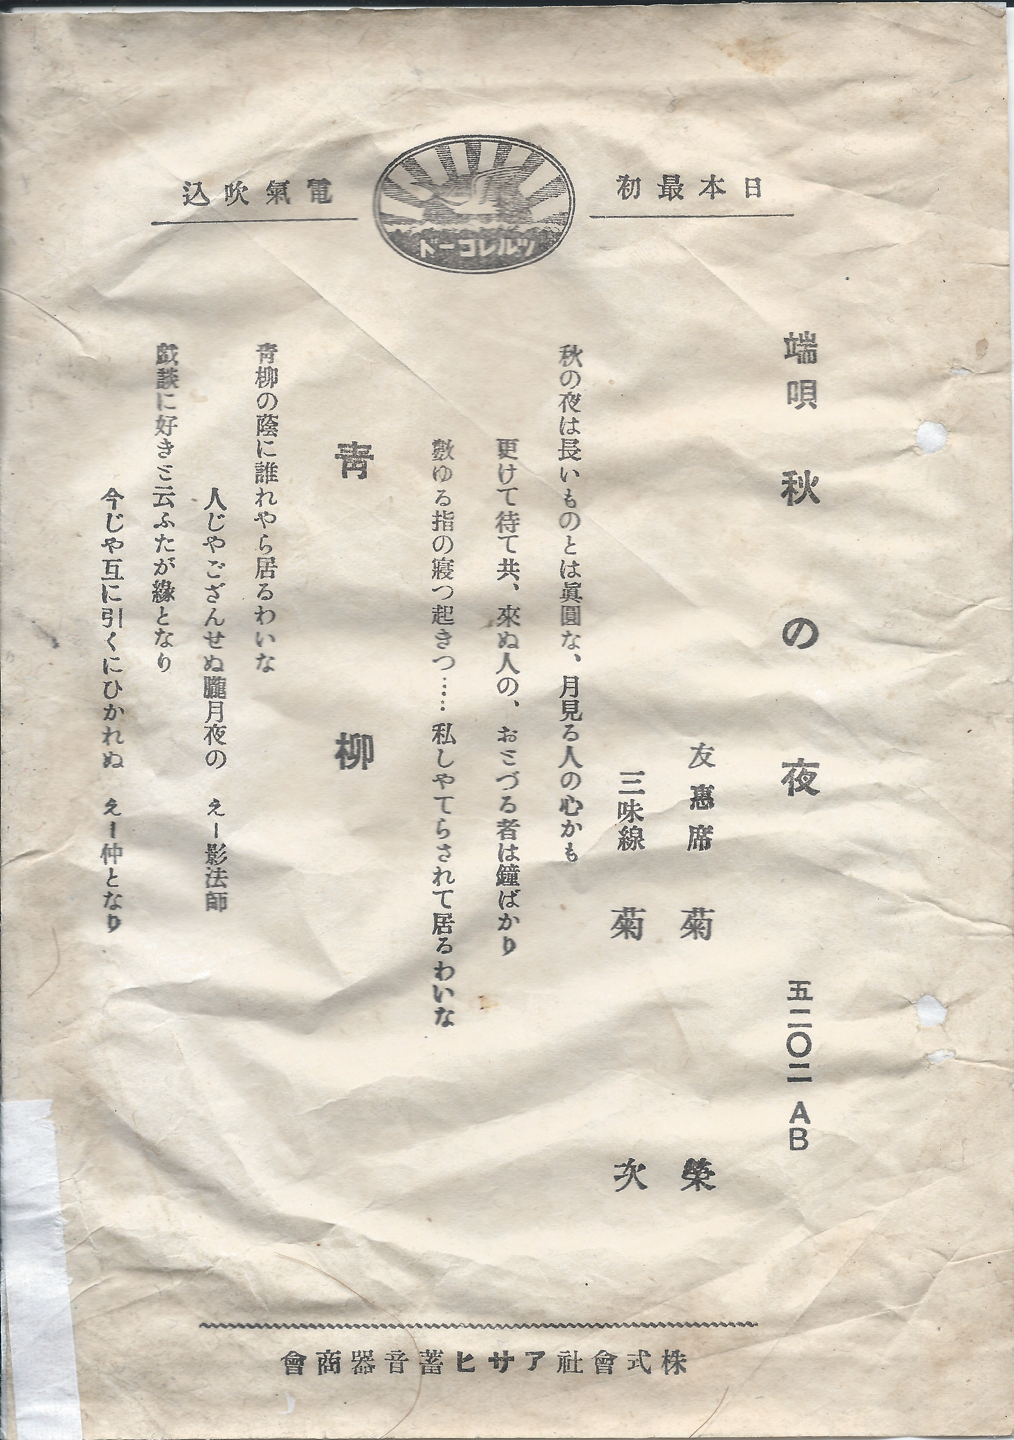 日本最初
電氣吹込
ツルレコード
端唄 秋の夜 五二〇二 AB
友惠席 菊榮
三味線 菊次
秋の夜は長いものとは眞圓な、月見る人の心かも
更けて待て共、來ぬ人の、おとづる者は鐘ばかり
數ゆる指の寢つ起きつ…… 私しやてらされて居るわいな
青柳
青柳の蔭に誰れやら居るわいな
人じやござんせぬ朧月夜の えー影法師
戯談に好きと云ふたが緣となり
今じや互に引くにひかれぬ えー仲となり
株式會社アサヒ蓄音器商會